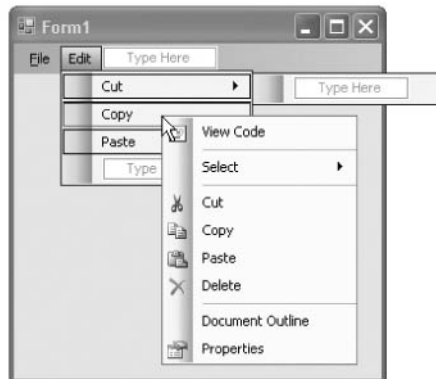 Form1
File Edit Type Here
Cut Type Here
Copy
Paste
Type
View Code
Select
Cut
Copy
Paste
Delete
Document Outline
Properties